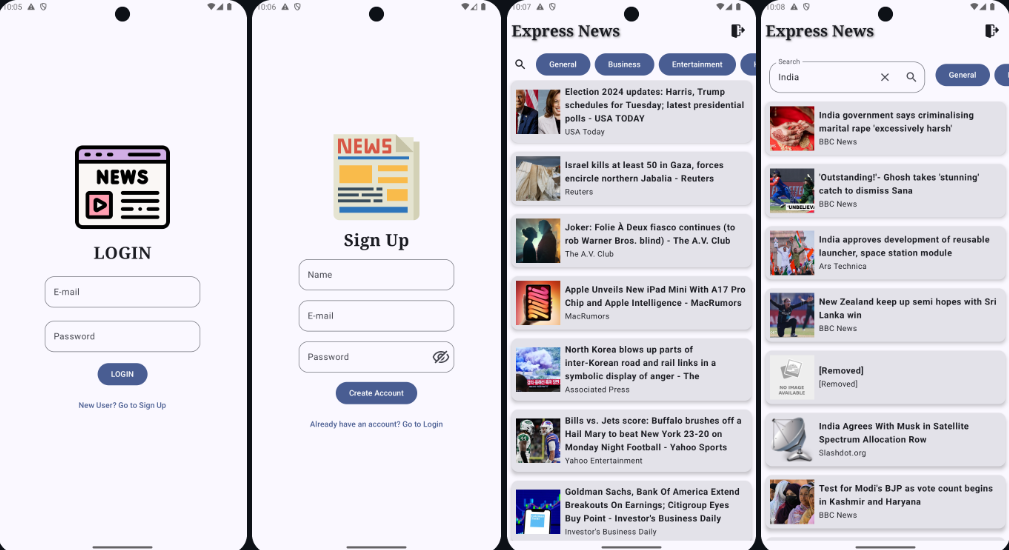 10:05
NEWS
LOGIN
E-mail
Password
LOGIN
New User? Go to Sign Up
10:06
NEWS
Sign Up
Name
E-mail
Password
Create Account
Already have an account? Go to Login
10:07
Express News
General
Business
Entertainment
Election 2024 updates: Harris, Trump
schedules for Tuesday; latest presidential
polls - USA TODAY
USA Today
Israel kills at least 50 in Gaza, forces
encircle northern Jabalia - Reuters
Reuters
Joker: Folie À Deux fiasco continues (to
rob Warner Bros. blind) - The A.V. Club
The A.V. Club
Apple Unveils New iPad Mini With A17 Pro
Chip and Apple Intelligence - MacRumors
MacRumors
North Korea blows up parts of
inter-Korean road and rail links in a
symbolic display of anger - The
Associated Press
Bills vs. Jets score: Buffalo brushes off a
Hail Mary to beat New York 23-20 on
Monday Night Football - Yahoo Sports
Yahoo Entertainment
Goldman Sachs, Bank Of America Extend
Breakouts On Earnings; Citigroup Eyes
Buy Point - Investor's Business Daily
Investor's Business Daily
10:08
Express News
Search
India
General
India government says criminalising
marital rape 'excessively harsh'
BBC News
'Outstanding!'- Ghosh takes 'stunning'
catch to dismiss Sana
BBC News
India approves development of reusable
launcher, space station module
Ars Technica
New Zealand keep up semi hopes with Sri
Lanka win
BBC News
NO IMAGE
AVAILABLE
[Removed]
[Removed]
India Agrees With Musk in Satellite
Spectrum Allocation Row
Slashdot.org
Test for Modi's BJP as vote count begins
in Kashmir and Haryana
BBC News